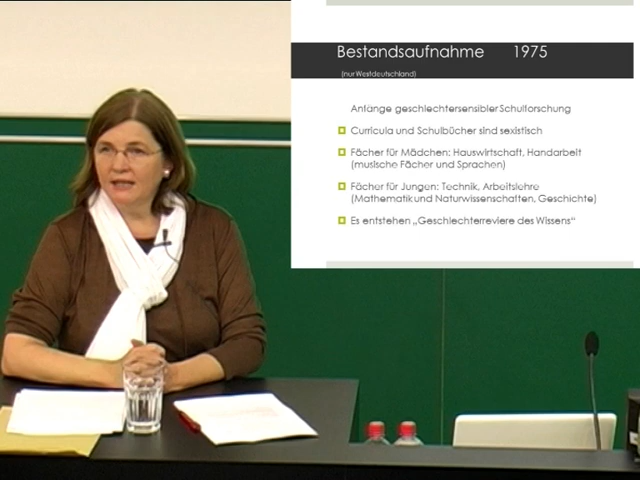 Bestandsaufnahme 1975
(nur Westdeutschland)
Anfänge geschlechtersensibler Schulforschung
Curricula und Schulbücher sind sexistisch
Fächer für Mädchen: Hauswirtschaft, Handarbeit
(musische Fächer und Sprachen)
Fächer für Jungen: Technik, Arbeitslehre
(Mathematik und Naturwissenschaften, Geschichte)
Es entstehen „Geschlechterreviere des Wissens“